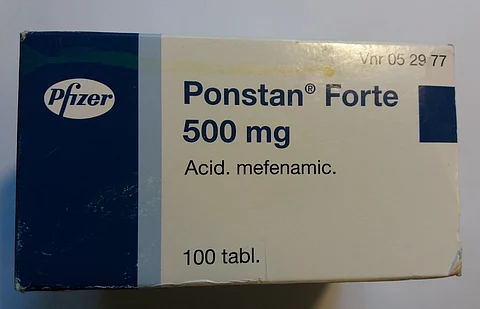 Vnr 05 29 77
Pfizer
Ponstan® Forte
500 mg
Acid. mefenamic.
100 tabl.